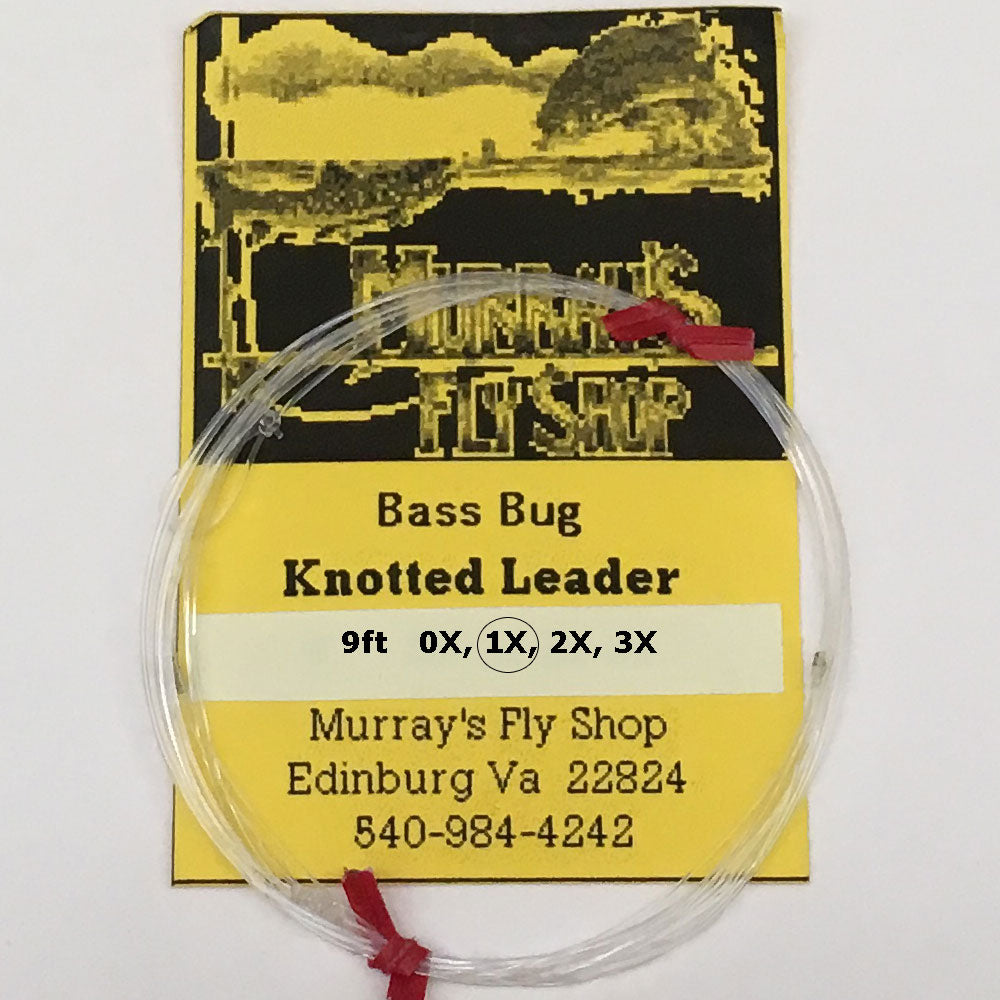 Murray's
Fly Shop
Bass Bug
Knotted Leader
9ft 0X, 1X, 2X, 3X
Murray's Fly Shop
Edinburg Va 22824
540-984-4242